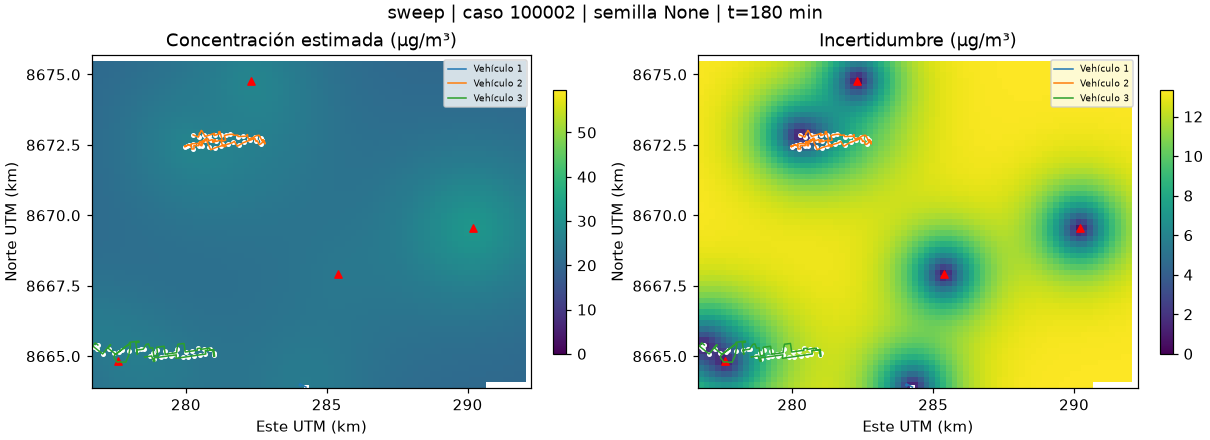 sweep | caso 100002 | semilla None | t=180 min
Concentración estimada (µg/m³)
Vehículo 1
Vehículo 2
Vehículo 3
8675.0
8672.5
8670.0
8667.5
8665.0
Norte UTM (km)
280
285
290
Este UTM (km)
50
40
30
20
10
0
Incertidumbre (µg/m³)
Vehículo 1
Vehículo 2
Vehículo 3
8675.0
8672.5
8670.0
8667.5
8665.0
Norte UTM (km)
280
285
290
Este UTM (km)
12
10
8
6
4
2
0